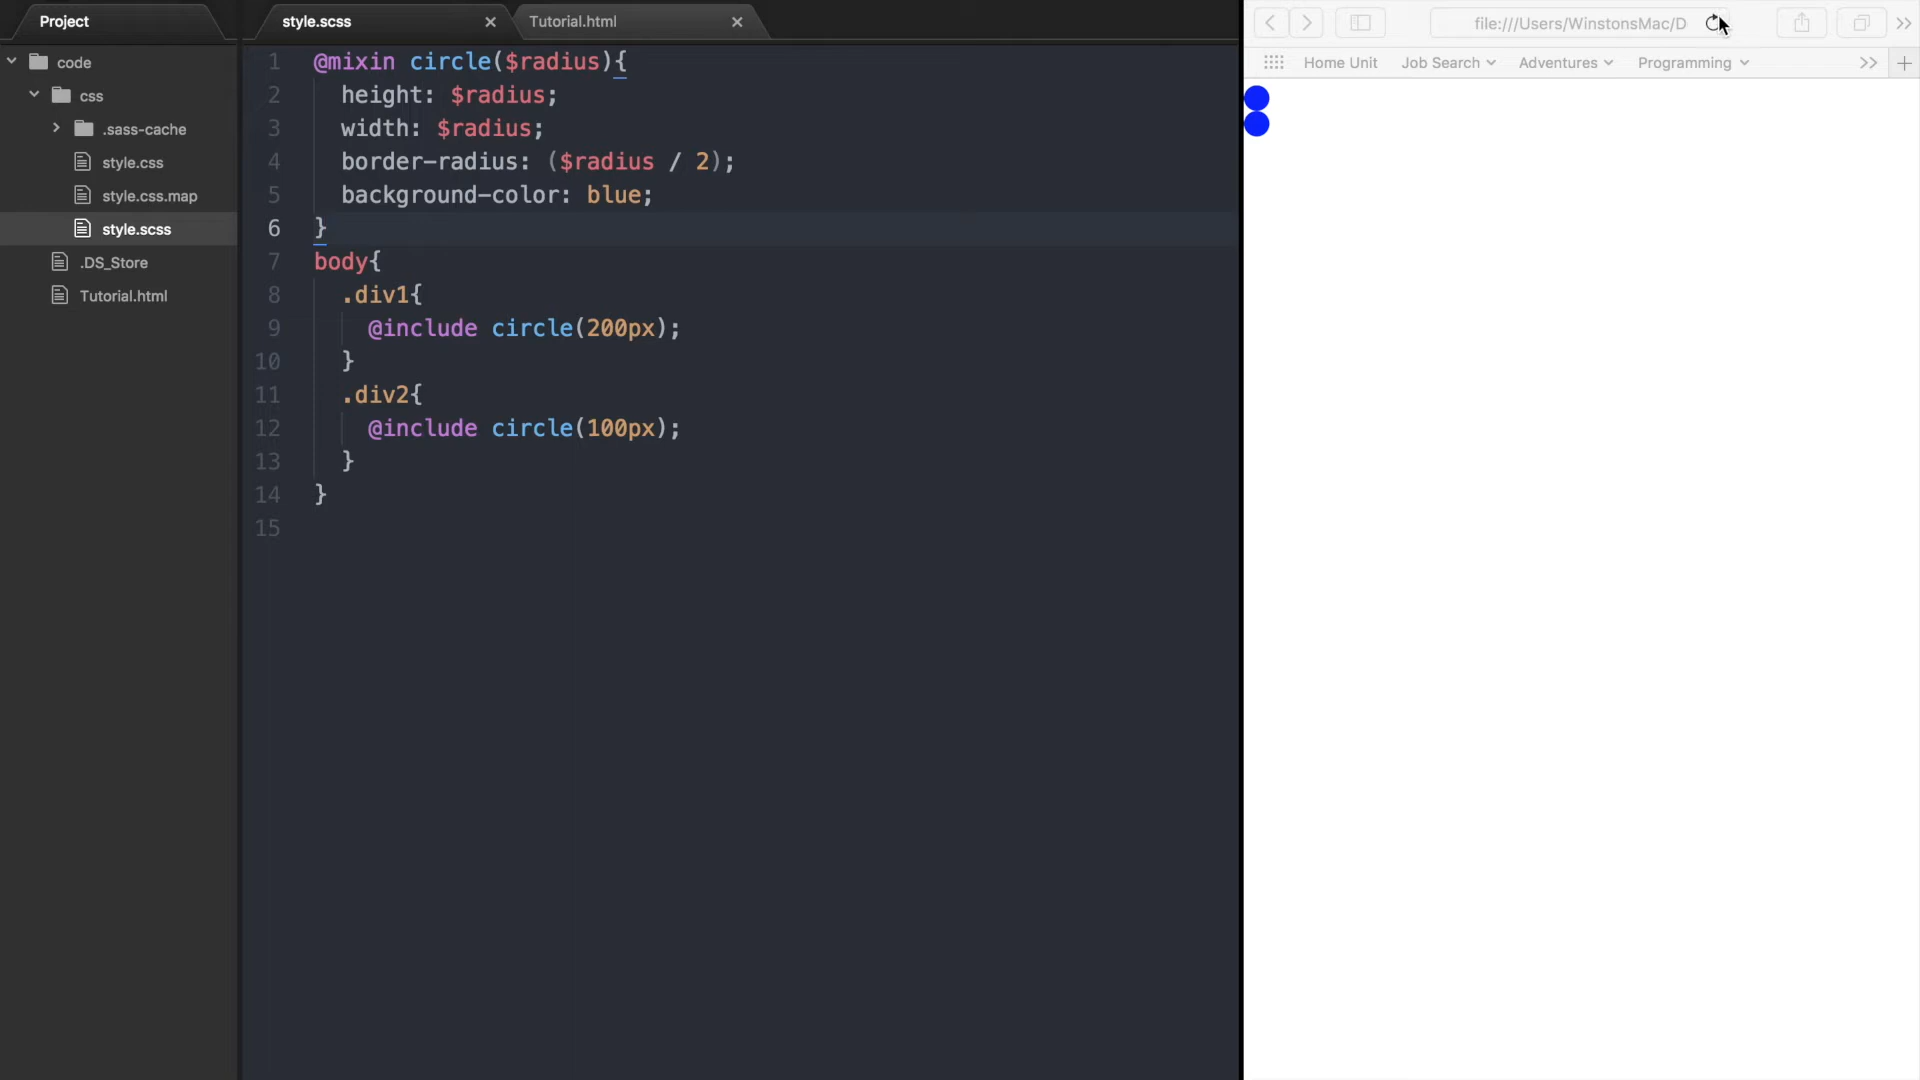 Project
code
css
.sass-cache
style.css
style.css.map
style.scss
.DS_Store
Tutorial.html
style.scss
Tutorial.html
1 @mixin circle($radius){
2 height: $radius;
3 width: $radius;
4 border-radius: ($radius / 2);
5 background-color: blue;
6 }
7 body{
8 .div1{
9 @include circle(200px);
10 }
11 .div2{
12 @include circle(100px);
13 }
14 }
15
file:///Users/WinstonsMac/D
Home Unit Job Search Adventures Programming